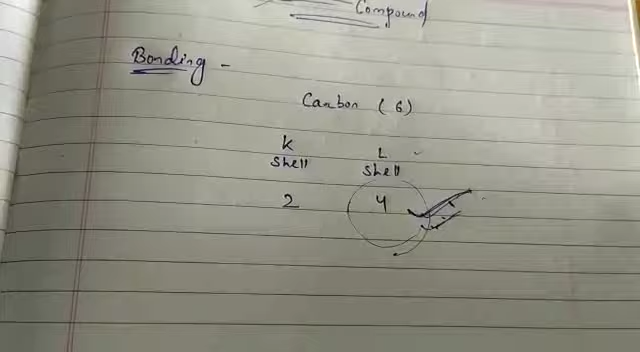 Compound
Bonding -
Carbon (6)
K L
shell shell
2 4